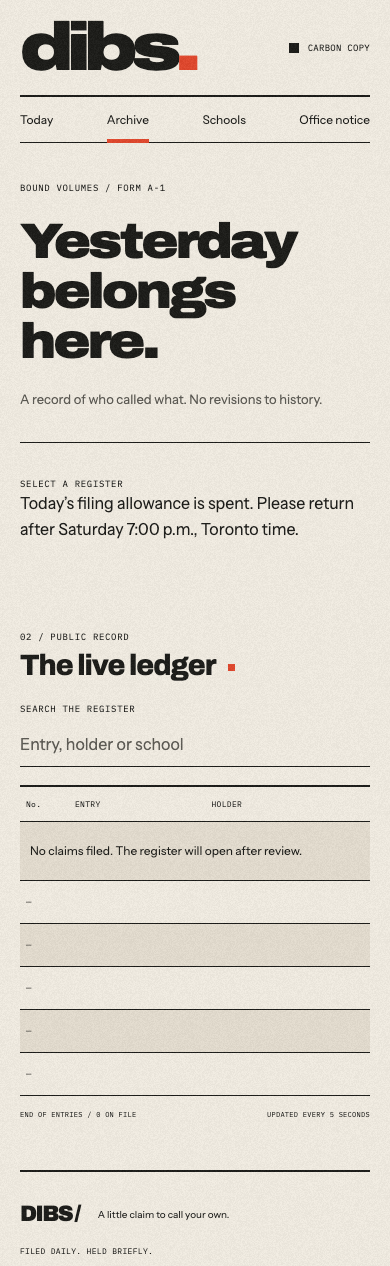 dibs.
CARBON COPY
Today Archive Schools Office notice
BOUND VOLUMES / FORM A-1
Yesterday
belongs
here.
A record of who called what. No revisions to history.
SELECT A REGISTER
Today’s filing allowance is spent. Please return
after Saturday 7:00 p.m., Toronto time.
02 / PUBLIC RECORD
The live ledger
SEARCH THE REGISTER
Entry, holder or school
No. ENTRY HOLDER
No claims filed. The register will open after review.
—
—
—
—
—
END OF ENTRIES / 0 ON FILE UPDATED EVERY 5 SECONDS
DIBS/ A little claim to call your own.
FILED DAILY. HELD BRIEFLY.